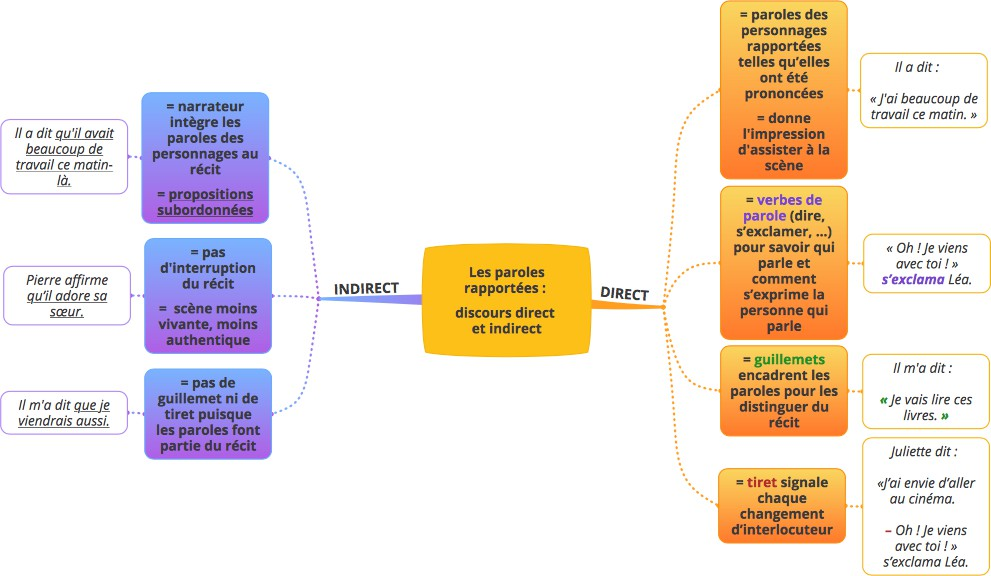 Les paroles
rapportées :
discours direct
et indirect
INDIRECT
= narrateur
intègre les
paroles des
personnages au
récit
= propositions
subordonnées
Il a dit qu'il avait
beaucoup de
travail ce matin-
là.
= pas
d'interruption
du récit
= scène moins
vivante, moins
authentique
Pierre affirme
qu’il adore sa
sœur.
= pas de
guillemet ni de
tiret puisque
les paroles font
partie du récit
Il m'a dit que je
viendrais aussi.
DIRECT
= paroles des
personnages
rapportées
telles qu’elles
ont été
prononcées
= donne
l'impression
d'assister à la
scène
Il a dit :
« J'ai beaucoup de
travail ce matin. »
= verbes de
parole (dire,
s’exclamer, ...)
pour savoir qui
parle et
comment
s’exprime la
personne qui
parle
« Oh ! Je viens
avec toi ! »
s’exclama Léa.
= guillemets
encadrent les
paroles pour les
distinguer du
récit
Il m'a dit :
« Je vais lire ces
livres. »
= tiret signale
chaque
changement
d’interlocuteur
Juliette dit :
«J’ai envie d’aller
au cinéma.
– Oh ! Je viens
avec toi ! »
s’exclama Léa.